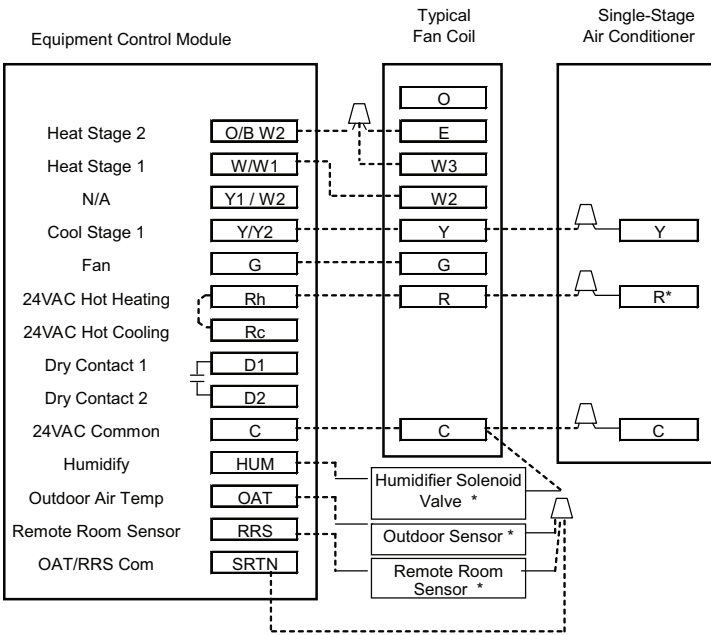 Equipment Control Module
Typical
Fan Coil
Single-Stage
Air Conditioner
Heat Stage 2
O/B W2
Heat Stage 1
W/W1
N/A
Y1 / W2
Cool Stage 1
Y/Y2
Fan
G
24VAC Hot Heating
Rh
24VAC Hot Cooling
Rc
Dry Contact 1
D1
Dry Contact 2
D2
24VAC Common
C
Humidify
HUM
Outdoor Air Temp
OAT
Remote Room Sensor
RRS
OAT/RRS Com
SRTN
O
E
W3
W2
Y
G
R
C
Humidifier Solenoid
Valve *
Outdoor Sensor *
Remote Room
Sensor *
Y
R*
C